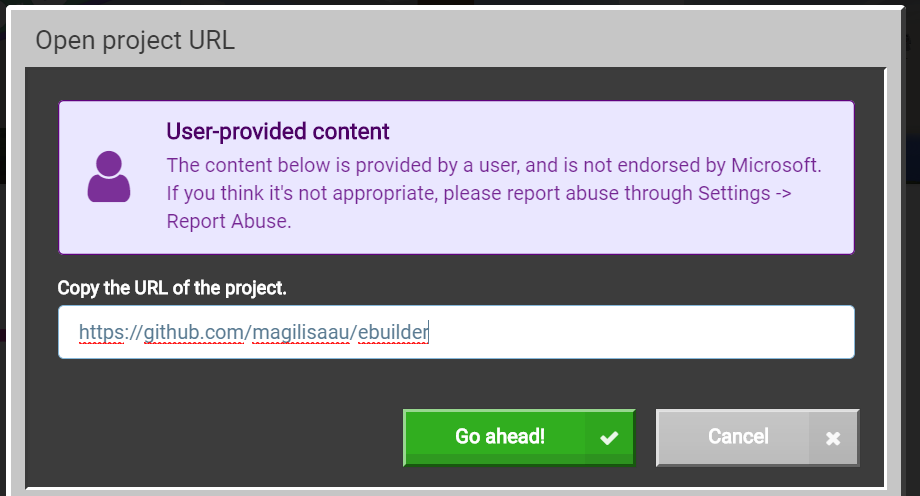 Open project URL
User-provided content
The content below is provided by a user, and is not endorsed by Microsoft.
If you think it's not appropriate, please report abuse through Settings ->
Report Abuse.
Copy the URL of the project.
https://github.com/magilisaau/ebuilder
Go ahead!
Cancel